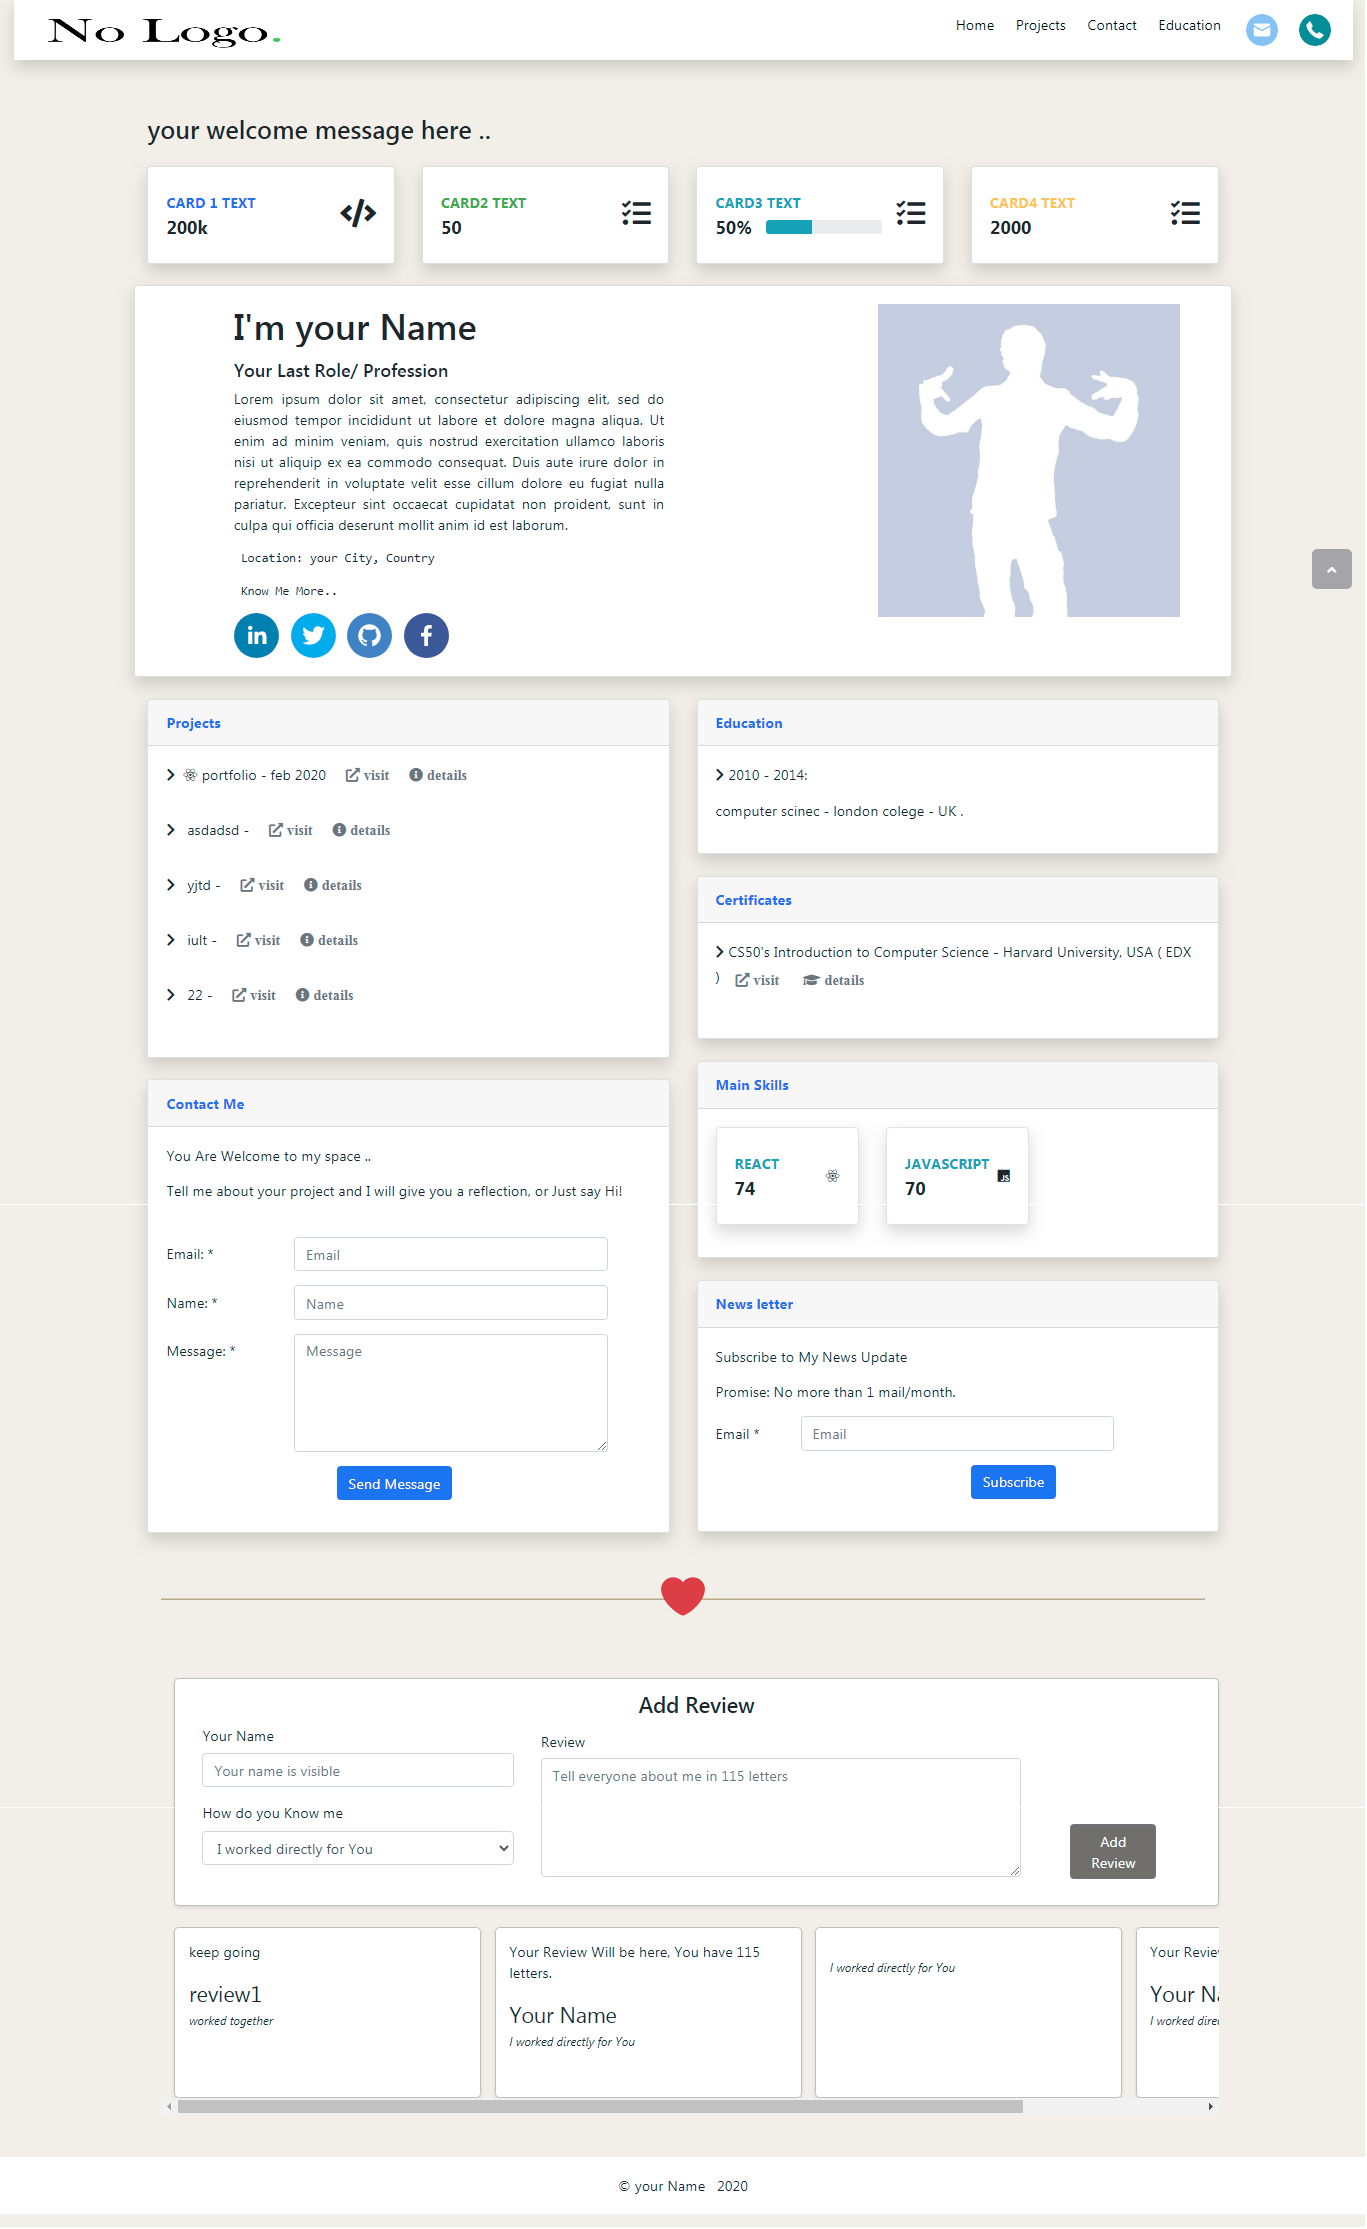 No Logo.
Home Projects Contact Education
your welcome message here ..
CARD 1 TEXT
200k
CARD2 TEXT
50
CARD3 TEXT
50%
CARD4 TEXT
2000
I'm your Name
Your Last Role/ Profession
Lorem ipsum dolor sit amet, consectetur adipiscing elit, sed do
eiusmod tempor incididunt ut labore et dolore magna aliqua. Ut
enim ad minim veniam, quis nostrud exercitation ullamco laboris
nisi ut aliquip ex ea commodo consequat. Duis aute irure dolor in
reprehenderit in voluptate velit esse cillum dolore eu fugiat nulla
pariatur. Excepteur sint occaecat cupidatat non proident, sunt in
culpa qui officia deserunt mollit anim id est laborum.
Location: your City, Country
Know Me More..
in
f
Projects
portfolio - feb 2020 visit details
asdadsd - visit details
yjtd - visit details
iult - visit details
22 - visit details
Contact Me
You Are Welcome to my space ..
Tell me about your project and I will give you a reflection, or Just say Hi!
Email: * Email
Name: * Name
Message: * Message
Send Message
Education
2010 - 2014:
computer scinec - london colege - UK .
Certificates
CS50's Introduction to Computer Science - Harvard University, USA ( EDX
) visit details
Main Skills
REACT
74
JAVASCRIPT
70
JS
News letter
Subscribe to My News Update
Promise: No more than 1 mail/month.
Email * Email
Subscribe
Add Review
Your Name
Your name is visible
How do you Know me
I worked directly for You
Review
Tell everyone about me in 115 letters
Add
Review
keep going
review1
worked together
Your Review Will be here, You have 115
letters.
Your Name
I worked directly for You
I worked directly for You
Your Revie
Your Na
I worked dire
© your Name 2020